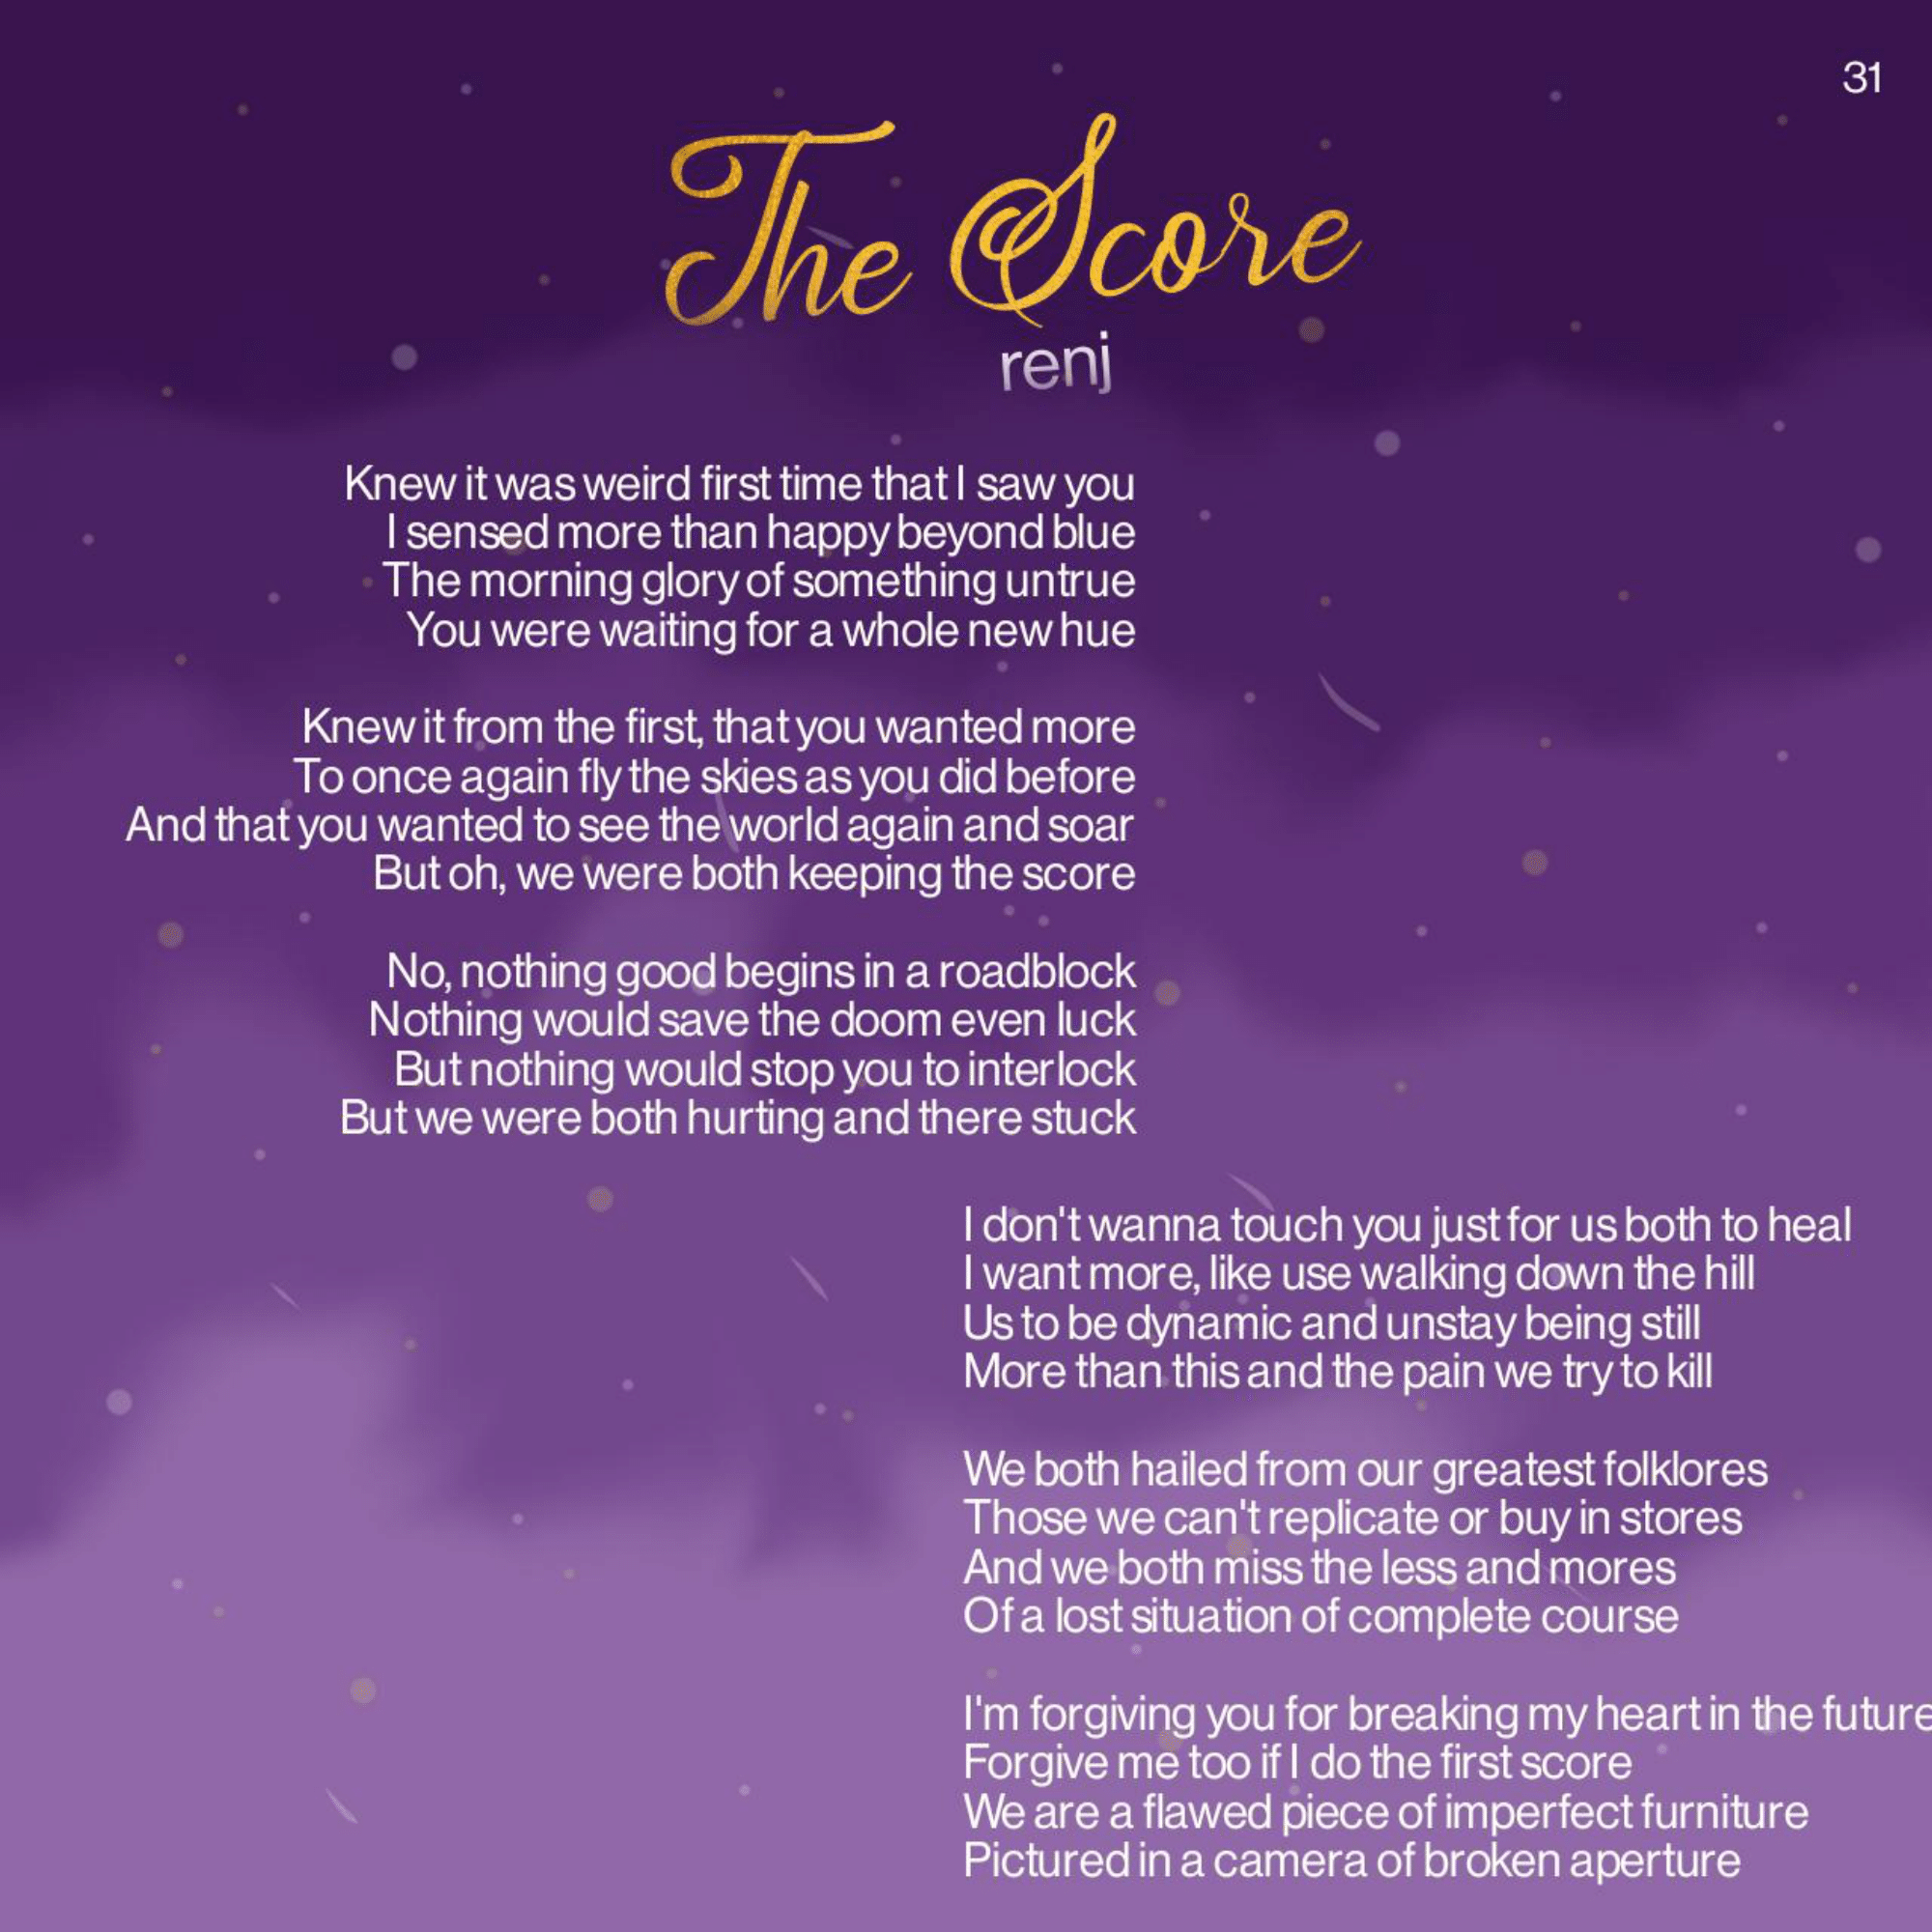 31
The Score
renj
Knew it was weird first time that I saw you
I sensed more than happy beyond blue
The morning glory of something untrue
You were waiting for a whole new hue
Knew it from the first, that you wanted more
To once again fly the skies as you did before
And that you wanted to see the world again and soar
But oh, we were both keeping the score
No, nothing good begins in a roadblock
Nothing would save the doom even luck
But nothing would stop you to interlock
But we were both hurting and there stuck
I don't wanna touch you just for us both to heal
I want more, like use walking down the hill
Us to be dynamic and unstay being still
More than this and the pain we try to kill
We both hailed from our greatest folklores
Those we can't replicate or buy in stores
And we both miss the less and mores
Of a lost situation of complete course
I'm forgiving you for breaking my heart in the future
Forgive me too if I do the first score
We are a flawed piece of imperfect furniture
Pictured in a camera of broken aperture